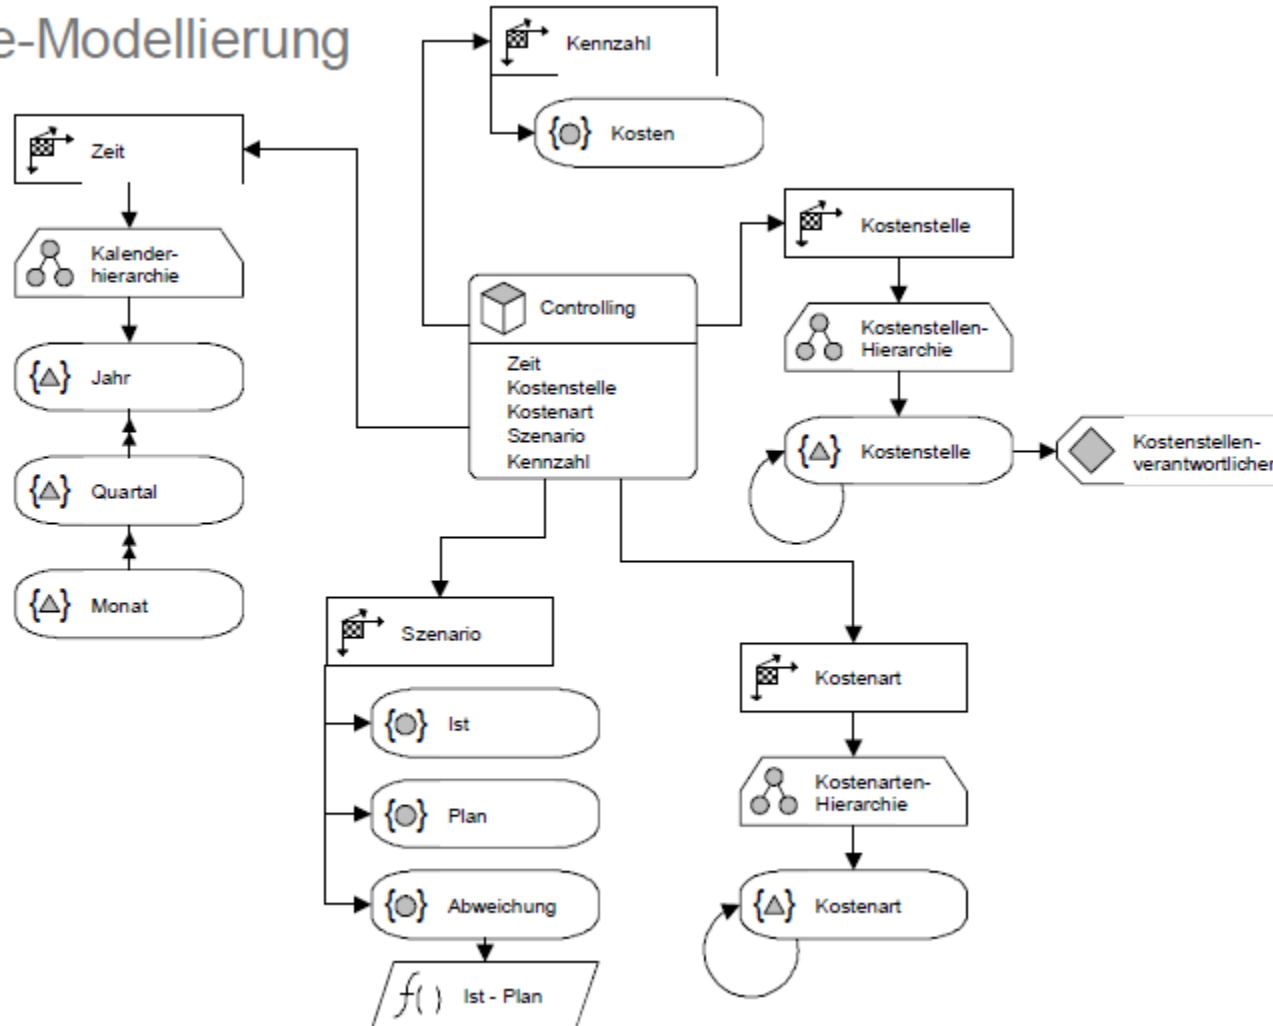 e-Modellierung
Kennzahl
Kosten
Zeit
Kalender-
hierarchie
Jahr
Quartal
Monat
Controlling
Zeit
Kostenstelle
Kostenart
Szenario
Kennzahl
Kostenstelle
Kostenstellen-
Hierarchie
Kostenstelle
Kostenstellen-
verantwortlicher
Szenario
Ist
Plan
Abweichung
f() Ist - Plan
Kostenart
Kostenarten-
Hierarchie
Kostenart